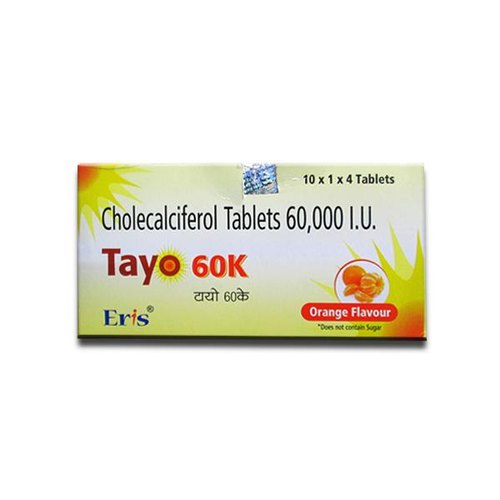 10 x 1 x 4 Tablets
Cholecalciferol Tablets 60,000 I.U.
Tayo 60K
टायो 60के
Eris®
Orange Flavour
*Does not contain Sugar